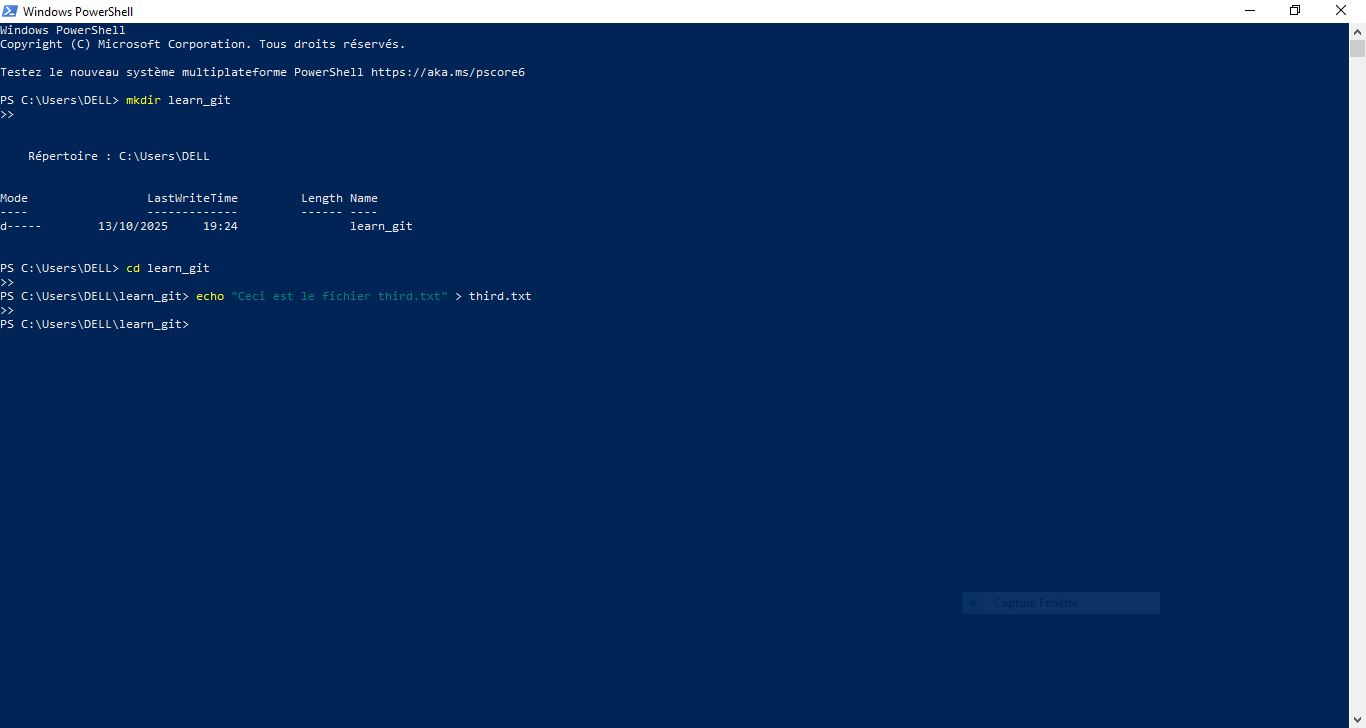 Windows PowerShell
Windows PowerShell
Copyright (C) Microsoft Corporation. Tous droits réservés.
Testez le nouveau système multiplateforme PowerShell https://aka.ms/pscore6
PS C:\Users\DELL> mkdir learn_git
>>
Répertoire : C:\Users\DELL
Mode                 LastWriteTime         Length Name
----                 -------------         ------ ----
d-----        13/10/2025     19:24                learn_git
PS C:\Users\DELL> cd learn_git
>>
PS C:\Users\DELL\learn_git> echo "Ceci est le fichier third.txt" > third.txt
>>
PS C:\Users\DELL\learn_git>
Capture Fenêtre